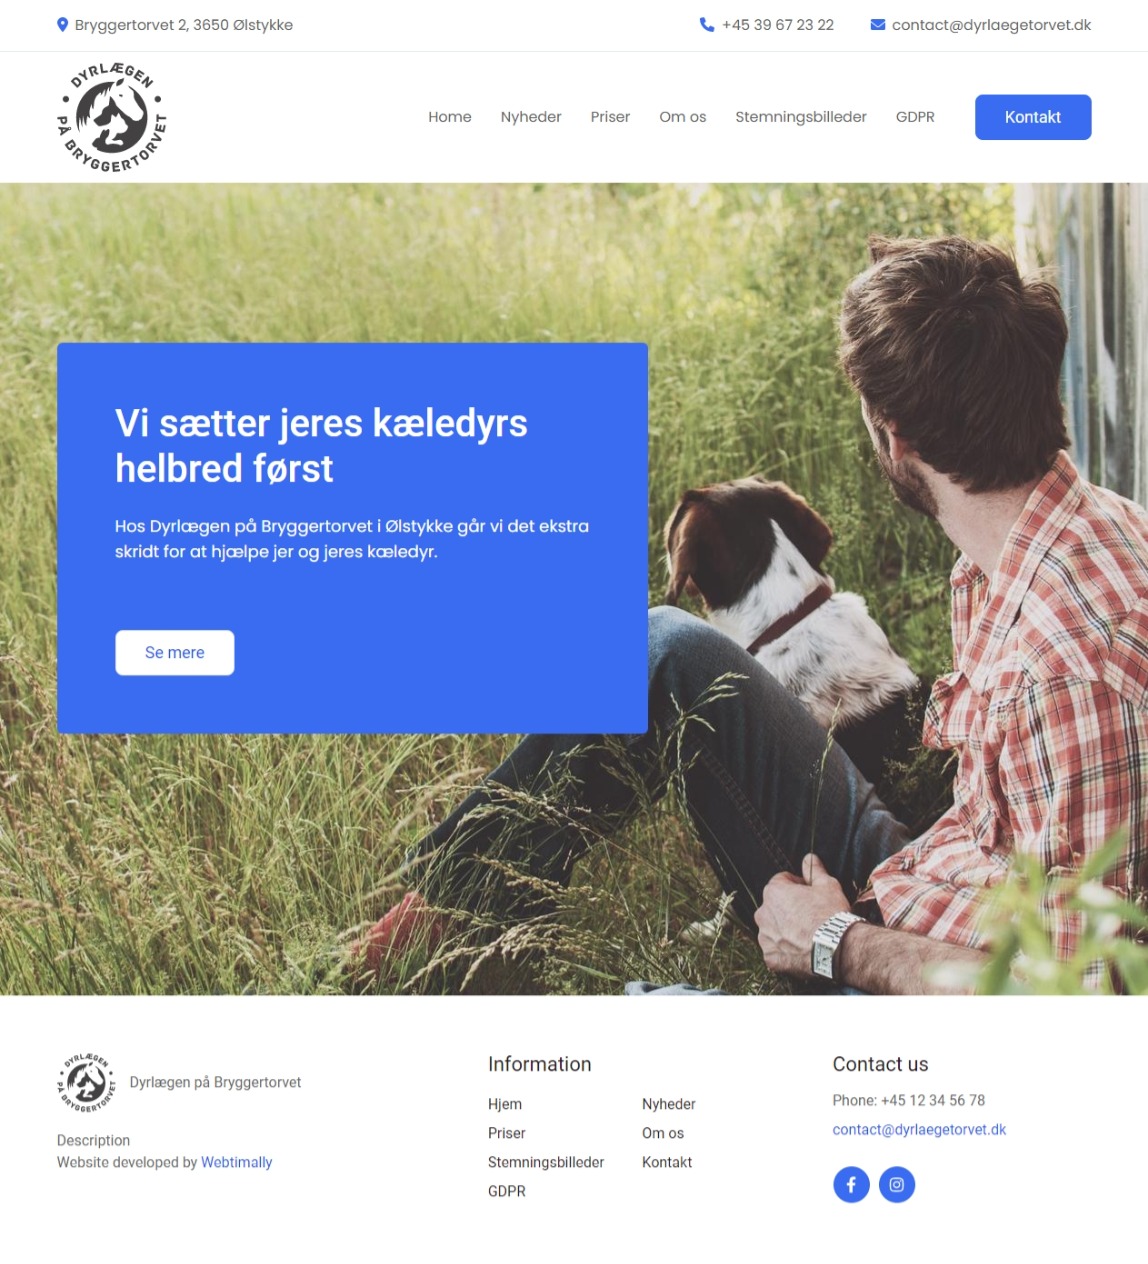 Bryggertorvet 2, 3650 Ølstykke
+45 39 67 23 22
contact@dyrlaegetorvet.dk
DYRLÆGEN
PÅ BRYGGERTORVET
Home
Nyheder
Priser
Om os
Stemningsbilleder
GDPR
Kontakt
Vi sætter jeres kæledyrs
helbred først
Hos Dyrlægen på Bryggertorvet i Ølstykke går vi det ekstra
skridt for at hjælpe jer og jeres kæledyr.
Se mere
DYRLÆGEN
PÅ BRYGGERTORVET
Dyrlægen på Bryggertorvet
Description
Website developed by Webtimally
Information
Hjem
Nyheder
Priser
Om os
Stemningsbilleder
Kontakt
GDPR
Contact us
Phone: +45 12 34 56 78
contact@dyrlaegetorvet.dk